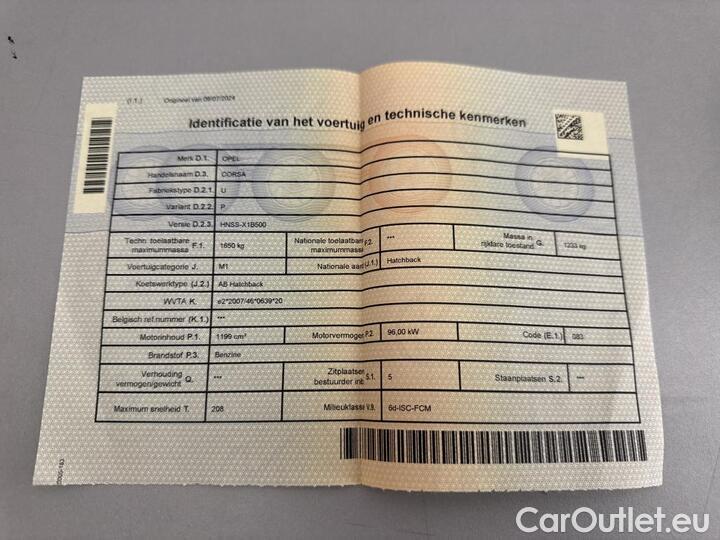 (I.1.) Origineel van 08/07/2024
Identificatie van het voertuig en technische kenmerken
Merk D.1. OPEL
Handelsnaam D.3. CORSA
Fabriekstype D.2.1. U
Variant D.2.2. P
Versie D.2.3. HNSS-X1B500
Techn. toelaatbare maximummassa F.1. 1650 kg Nationale toelaatbare maximummassa F.2. *** Massa in rijklare toestand G. 1233 kg
Voertuigcategorie J. M1 Nationale aard (J.1.) Hatchback
Koetswerktype (J.2.) AB Hatchback
WVTA K. e2*2007/46*0639*20
Belgisch ref.nummer (K.1.) ***
Motorinhoud P.1. 1199 cm³ Motorvermogen P.2. 96,00 kW Code (E.1.) 083
Brandstof P.3. Benzine
Verhouding vermogen/gewicht Q. *** Zitplaatsen bestuurder inb S.1. 5 Staanplaatsen S.2. ***
Maximum snelheid T. 208 Milieuklasse V.9. 6d-ISC-FCM
CarOutlet.eu